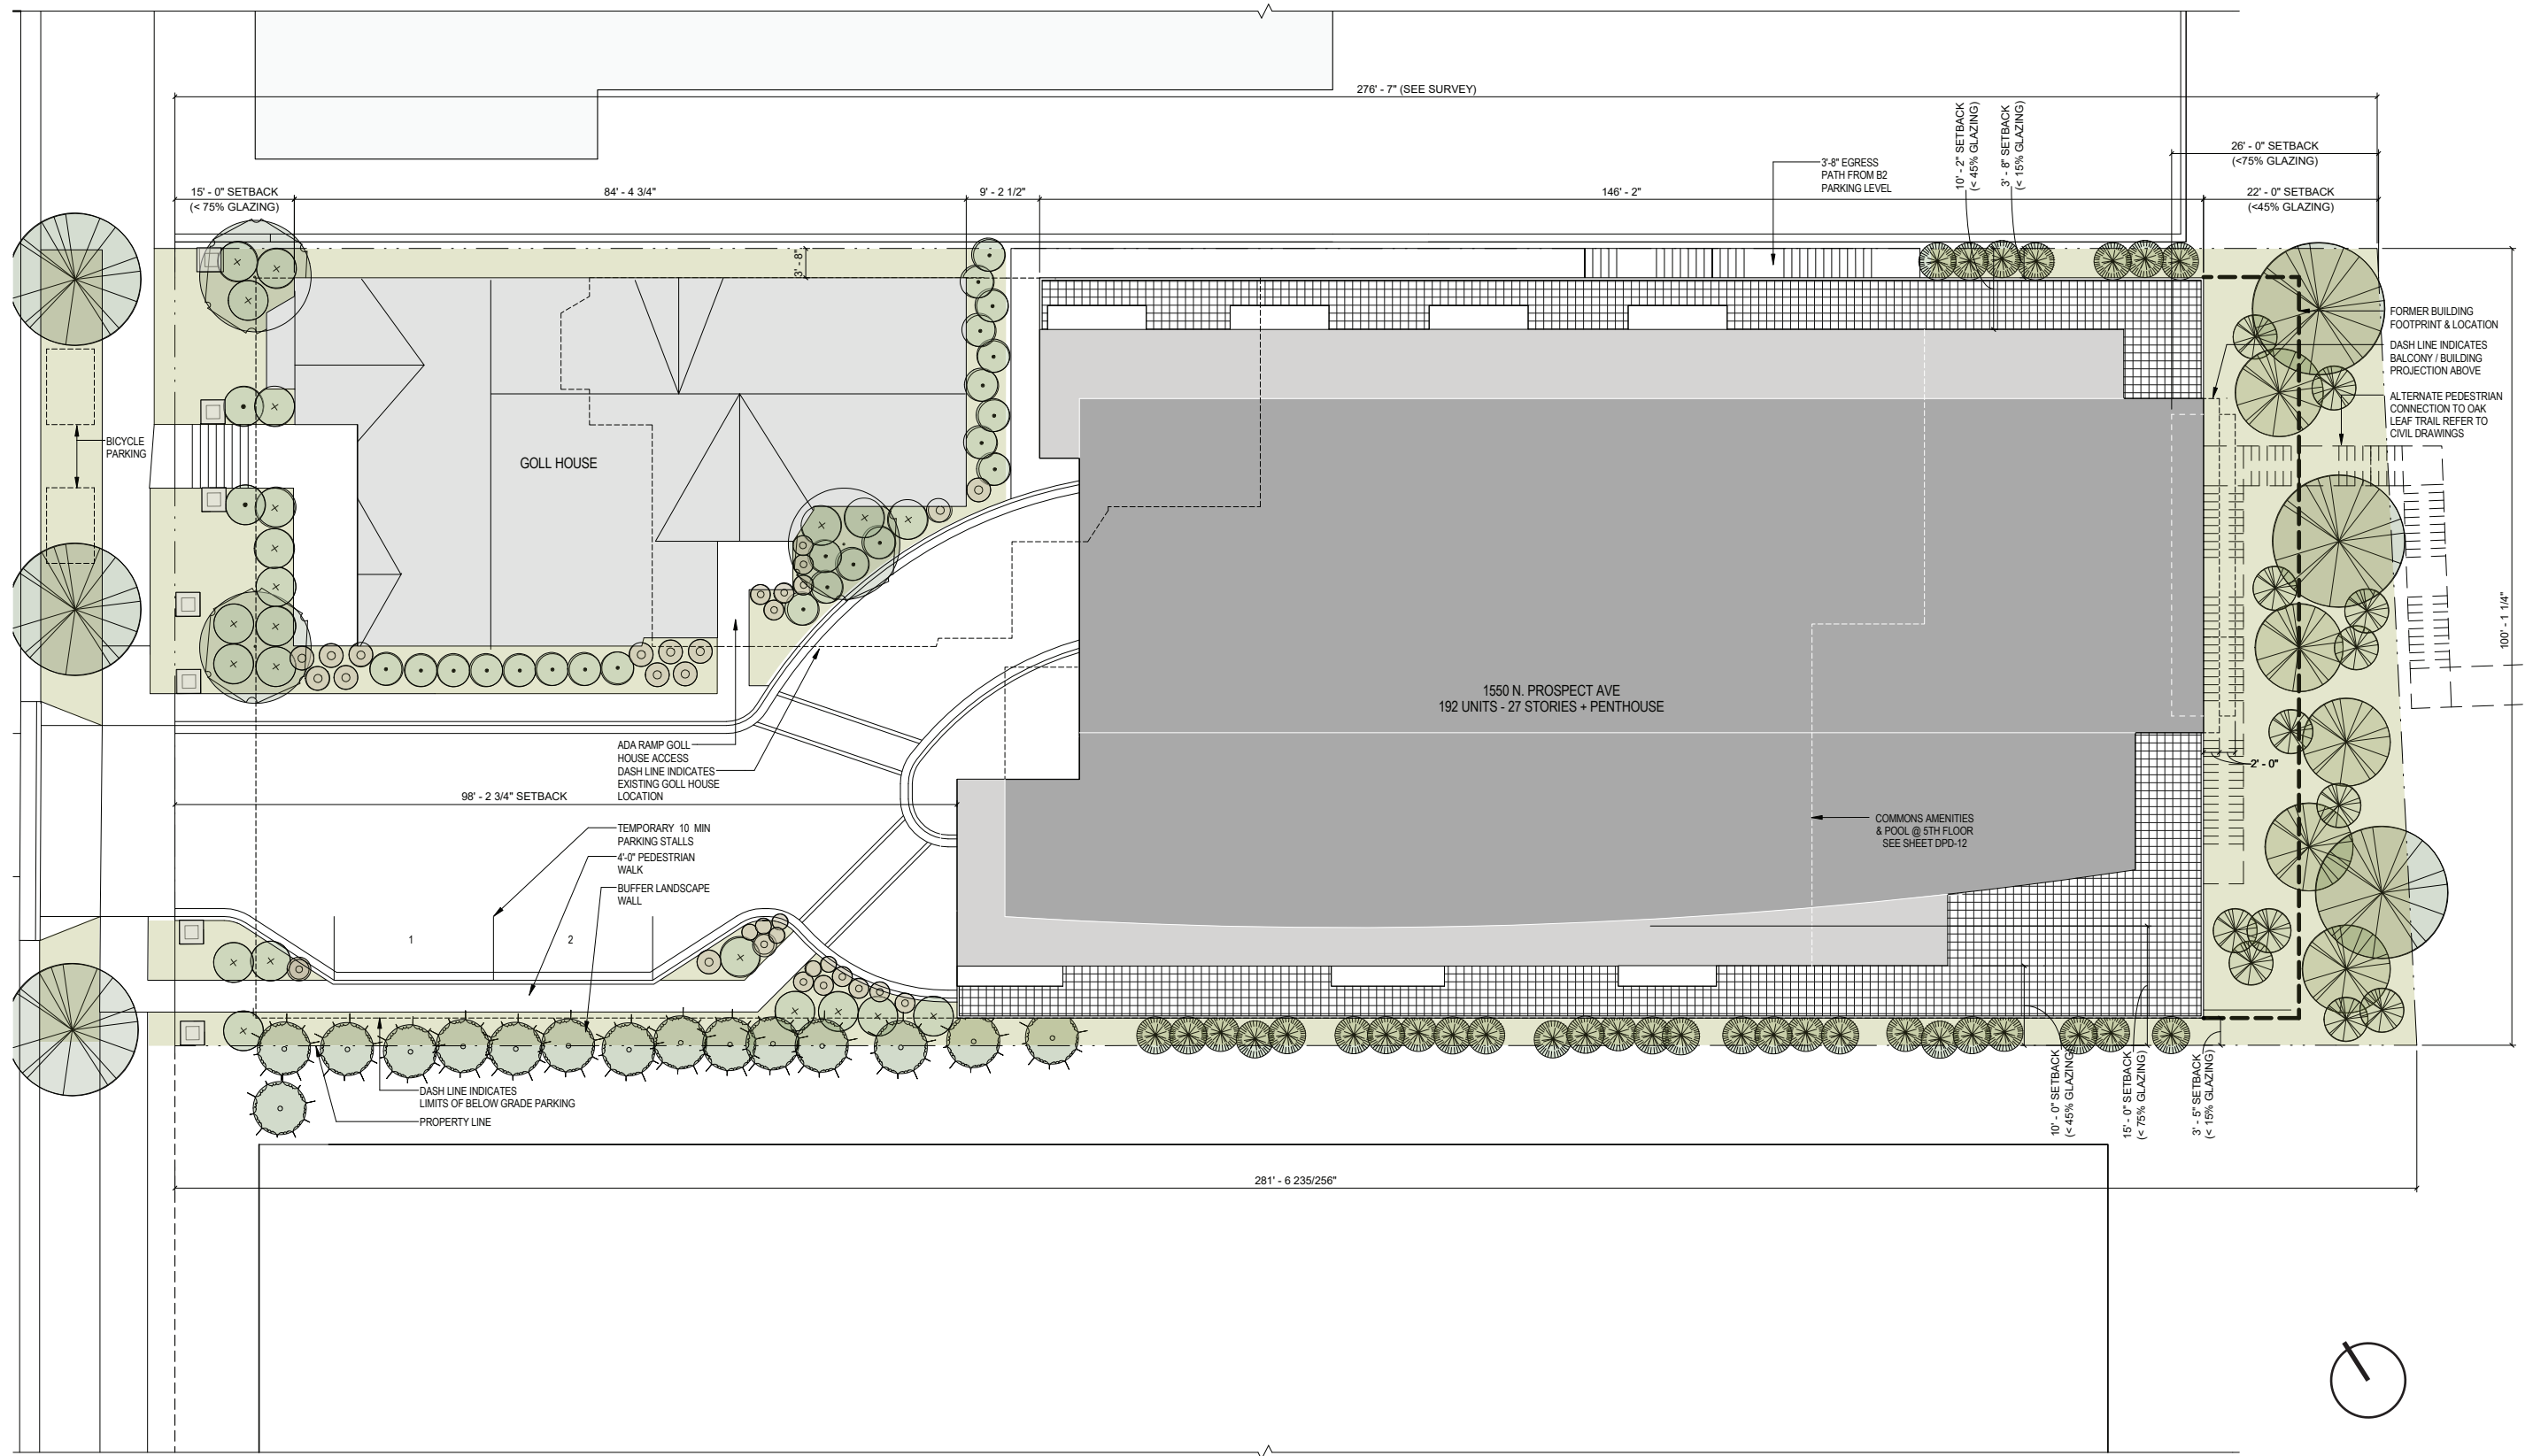 276' - 7" (SEE SURVEY)
10' - 2" SETBACK
(< 45% GLAZING)
3' - 8" SETBACK
(< 15% GLAZING)
26' - 0" SETBACK
(<75% GLAZING)
3'-8" EGRESS
PATH FROM B2
PARKING LEVEL
15' - 0" SETBACK
(< 75% GLAZING)
84' - 4 3/4"
9' - 2 1/2"
146' - 2"
22' - 0" SETBACK
(<45% GLAZING)
3' - 8"
FORMER BUILDING
FOOTPRINT & LOCATION
DASH LINE INDICATES
BALCONY / BUILDING
PROJECTION ABOVE
ALTERNATE PEDESTRIAN
CONNECTION TO OAK
LEAF TRAIL REFER TO
CIVIL DRAWINGS
BICYCLE
PARKING
GOLL HOUSE
100' - 1 1/4"
1550 N. PROSPECT AVE
192 UNITS - 27 STORIES + PENTHOUSE
ADA RAMP GOLL
HOUSE ACCESS
DASH LINE INDICATES
EXISTING GOLL HOUSE
LOCATION
2' - 0"
98' - 2 3/4" SETBACK
TEMPORARY 10 MIN
PARKING STALLS
4'-0" PEDESTRIAN
WALK
BUFFER LANDSCAPE
WALL
COMMONS AMENITIES
& POOL @ 5TH FLOOR
SEE SHEET DPD-12
1
2
DASH LINE INDICATES
LIMITS OF BELOW GRADE PARKING
PROPERTY LINE
10' - 0" SETBACK
(< 45% GLAZING)
15' - 0" SETBACK
(< 75% GLAZING)
3' - 5" SETBACK
(< 15% GLAZING)
281' - 6 235/256"